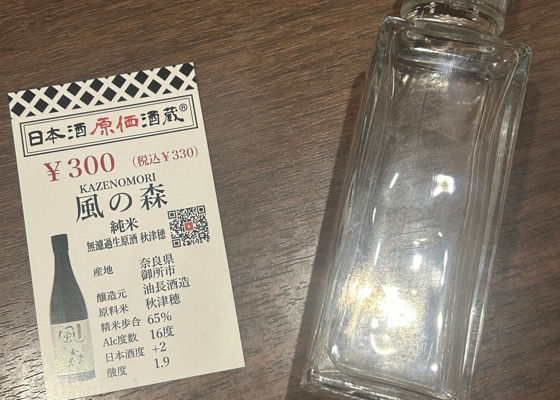 日本酒原価酒蔵®
￥300 (税込￥330)
KAZENOMORI
風の森
純米
無濾過生原酒 秋津穂
産地 奈良県
御所市
醸造元 油長酒造
原料米 秋津穂
精米歩合 65%
Alc度数 16度
日本酒度 +2
酸度 1.9